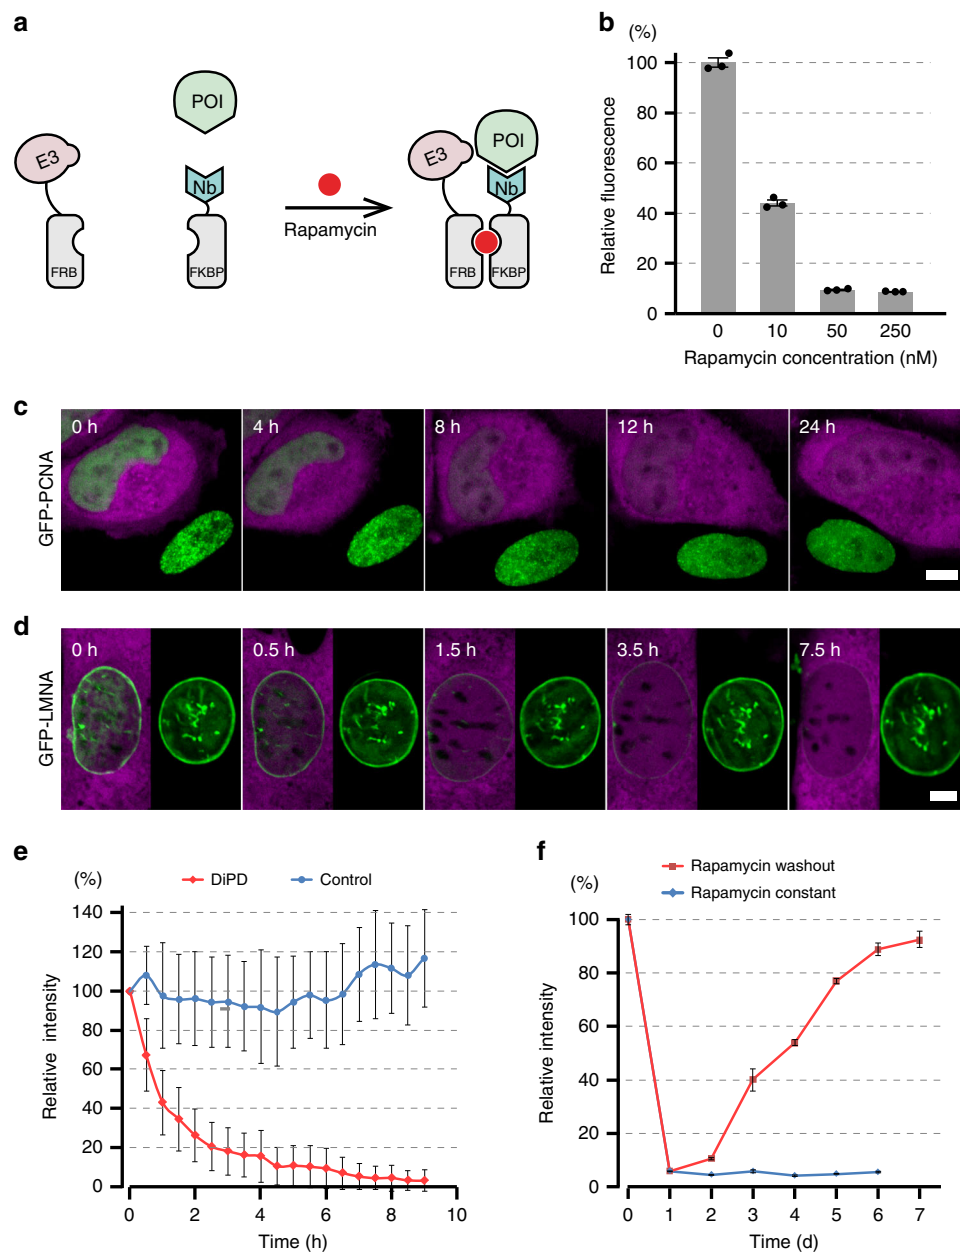 a
POI
E3
Nb
FRB
FKBP
Rapamycin
E3
POI
Nb
FRB
FKBP
b
(%)
Relative fluorescence
100
80
60
40
20
0
0 10 50 250
Rapamycin concentration (nM)
c
GFP-PCNA
0 h
4 h
8 h
12 h
24 h
d
GFP-LMNA
0 h
0.5 h
1.5 h
3.5 h
7.5 h
e
(%)
DiPD
Control
Relative intensity
140
120
100
80
60
40
20
0
0 2 4 6 8 10
Time (h)
f
Rapamycin washout
Rapamycin constant
(%)
Relative intensity
100
80
60
40
20
0
0 1 2 3 4 5 6 7
Time (d)